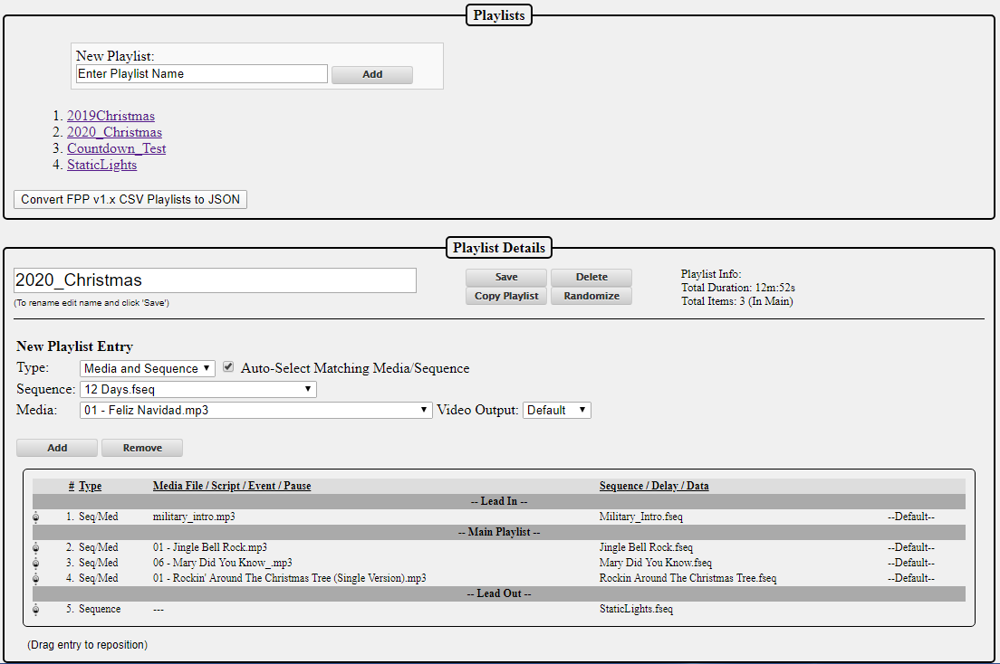 Playlists
New Playlist:
Enter Playlist Name Add
1. 2019Christmas
2. 2020_Christmas
3. Countdown_Test
4. StaticLights
Convert FPP v1.x CSV Playlists to JSON
Playlist Details
2020_Christmas Save Delete Playlist Info:
(To rename edit name and click 'Save') Copy Playlist Randomize Total Duration: 12m:52s
Total Items: 3 (In Main)
New Playlist Entry
Type: Media and Sequence Auto-Select Matching Media/Sequence
Sequence: 12 Days.fseq
Media: 01 - Feliz Navidad.mp3 Video Output: Default
Add Remove
# Type Media File / Script / Event / Pause Sequence / Delay / Data
-- Lead In --
1. Seq/Med military_intro.mp3 Military_Intro.fseq --Default--
-- Main Playlist --
2. Seq/Med 01 - Jingle Bell Rock.mp3 Jingle Bell Rock.fseq --Default--
3. Seq/Med 06 - Mary Did You Know_.mp3 Mary Did You Know.fseq --Default--
4. Seq/Med 01 - Rockin' Around The Christmas Tree (Single Version).mp3 Rockin Around The Christmas Tree.fseq --Default--
-- Lead Out --
5. Sequence --- StaticLights.fseq
(Drag entry to reposition)